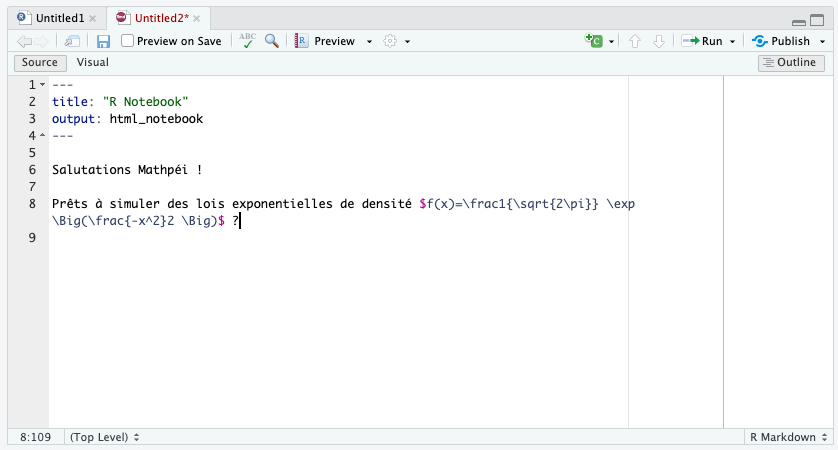 Untitled1 Untitled2*
Preview on Save ABC Preview Run Publish
Source Visual Outline
1 ---
2 title: "R Notebook"
3 output: html_notebook
4 ---
5
6 Salutations Mathpéi !
7
8 Prêts à simuler des lois exponentielles de densité $f(x)=\frac1{\sqrt{2\pi}} \exp
\Big(\frac{-x^2}2 \Big)$ ?
9
8:109 (Top Level) R Markdown